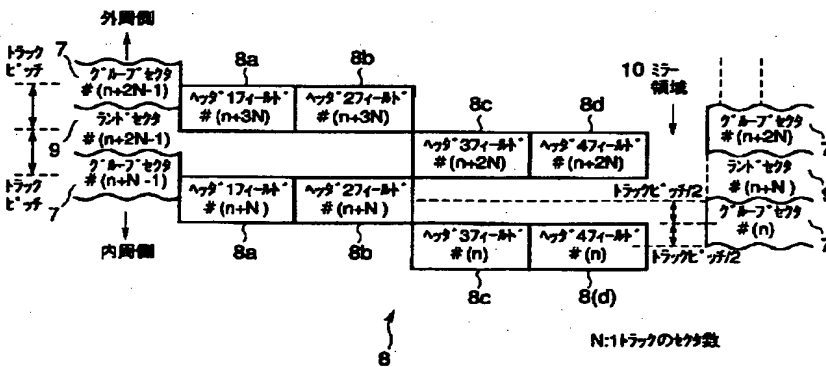 外周側
トラック
ピッチ
7
グルーブセクタ
#(n+2N-1)
ランドセクタ
#(n+2N-1)
9
グルーブセクタ
#(n+N-1)
トラック
ピッチ
7
内周側
8a
8b
ヘッダ1フィールド
#(n+3N)
ヘッダ2フィールド
#(n+3N)
8c
8d
ヘッダ3フィールド
#(n+2N)
ヘッダ4フィールド
#(n+2N)
ヘッダ1フィールド
#(n+N)
ヘッダ2フィールド
#(n+N)
8a
8b
ヘッダ3フィールド
#(n)
ヘッダ4フィールド
#(n)
8c
8(d)
10 ミラー
領域
トラックピッチ/2
トラックピッチ/2
グルーブセクタ
#(n+2N)
ランドセクタ
#(n+N)
グルーブセクタ
#(n)
8
N:1トラックのセクタ数